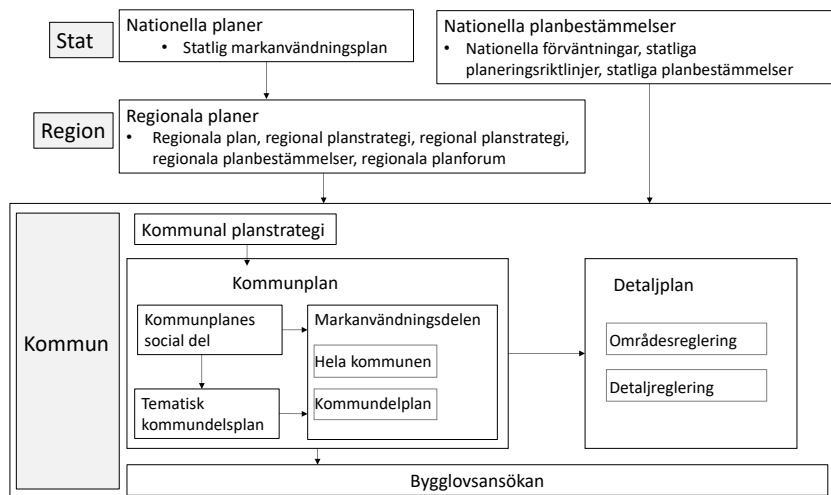 Stat
Nationella planer
• Statlig markanvändningsplan
Nationella planbestämmelser
• Nationella förväntningar, statliga
planeringsriktlinjer, statliga planbestämmelser
Region
Regionala planer
• Regionala plan, regional planstrategi, regional planstrategi,
regionala planbestämmelser, regionala planforum
Kommun
Kommunal planstrategi
Kommunplan
Kommunplanes
social del
Tematisk
kommundelsplan
Markanvändningsdelen
Hela kommunen
Kommundelplan
Detaljplan
Områdesreglering
Detaljreglering
Bygglovsansökan